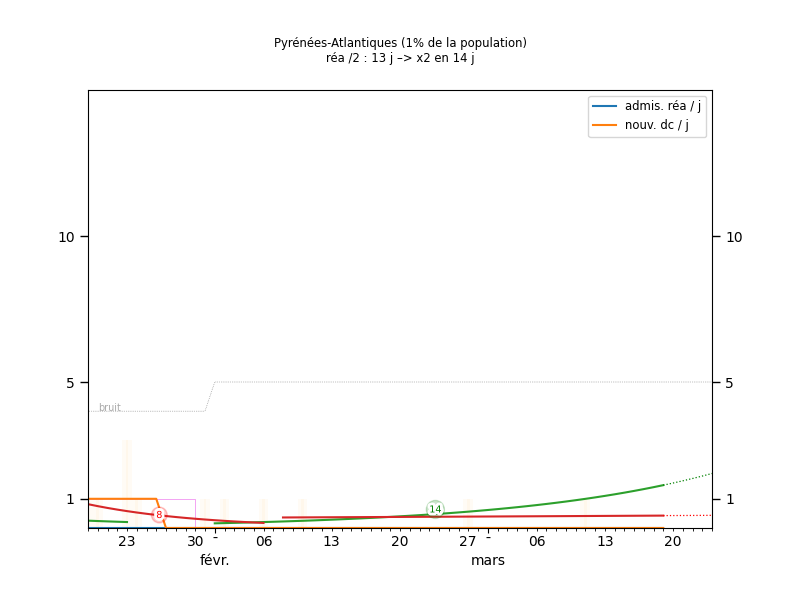 Pyrénées-Atlantiques (1% de la population)
réa /2 : 13 j –> x2 en 14 j
admis. réa / j
nouv. dc / j
10
10
5
5
bruit
1
1
14
8
23
30
-
06
13
20
27
-
06
13
20
févr.
mars